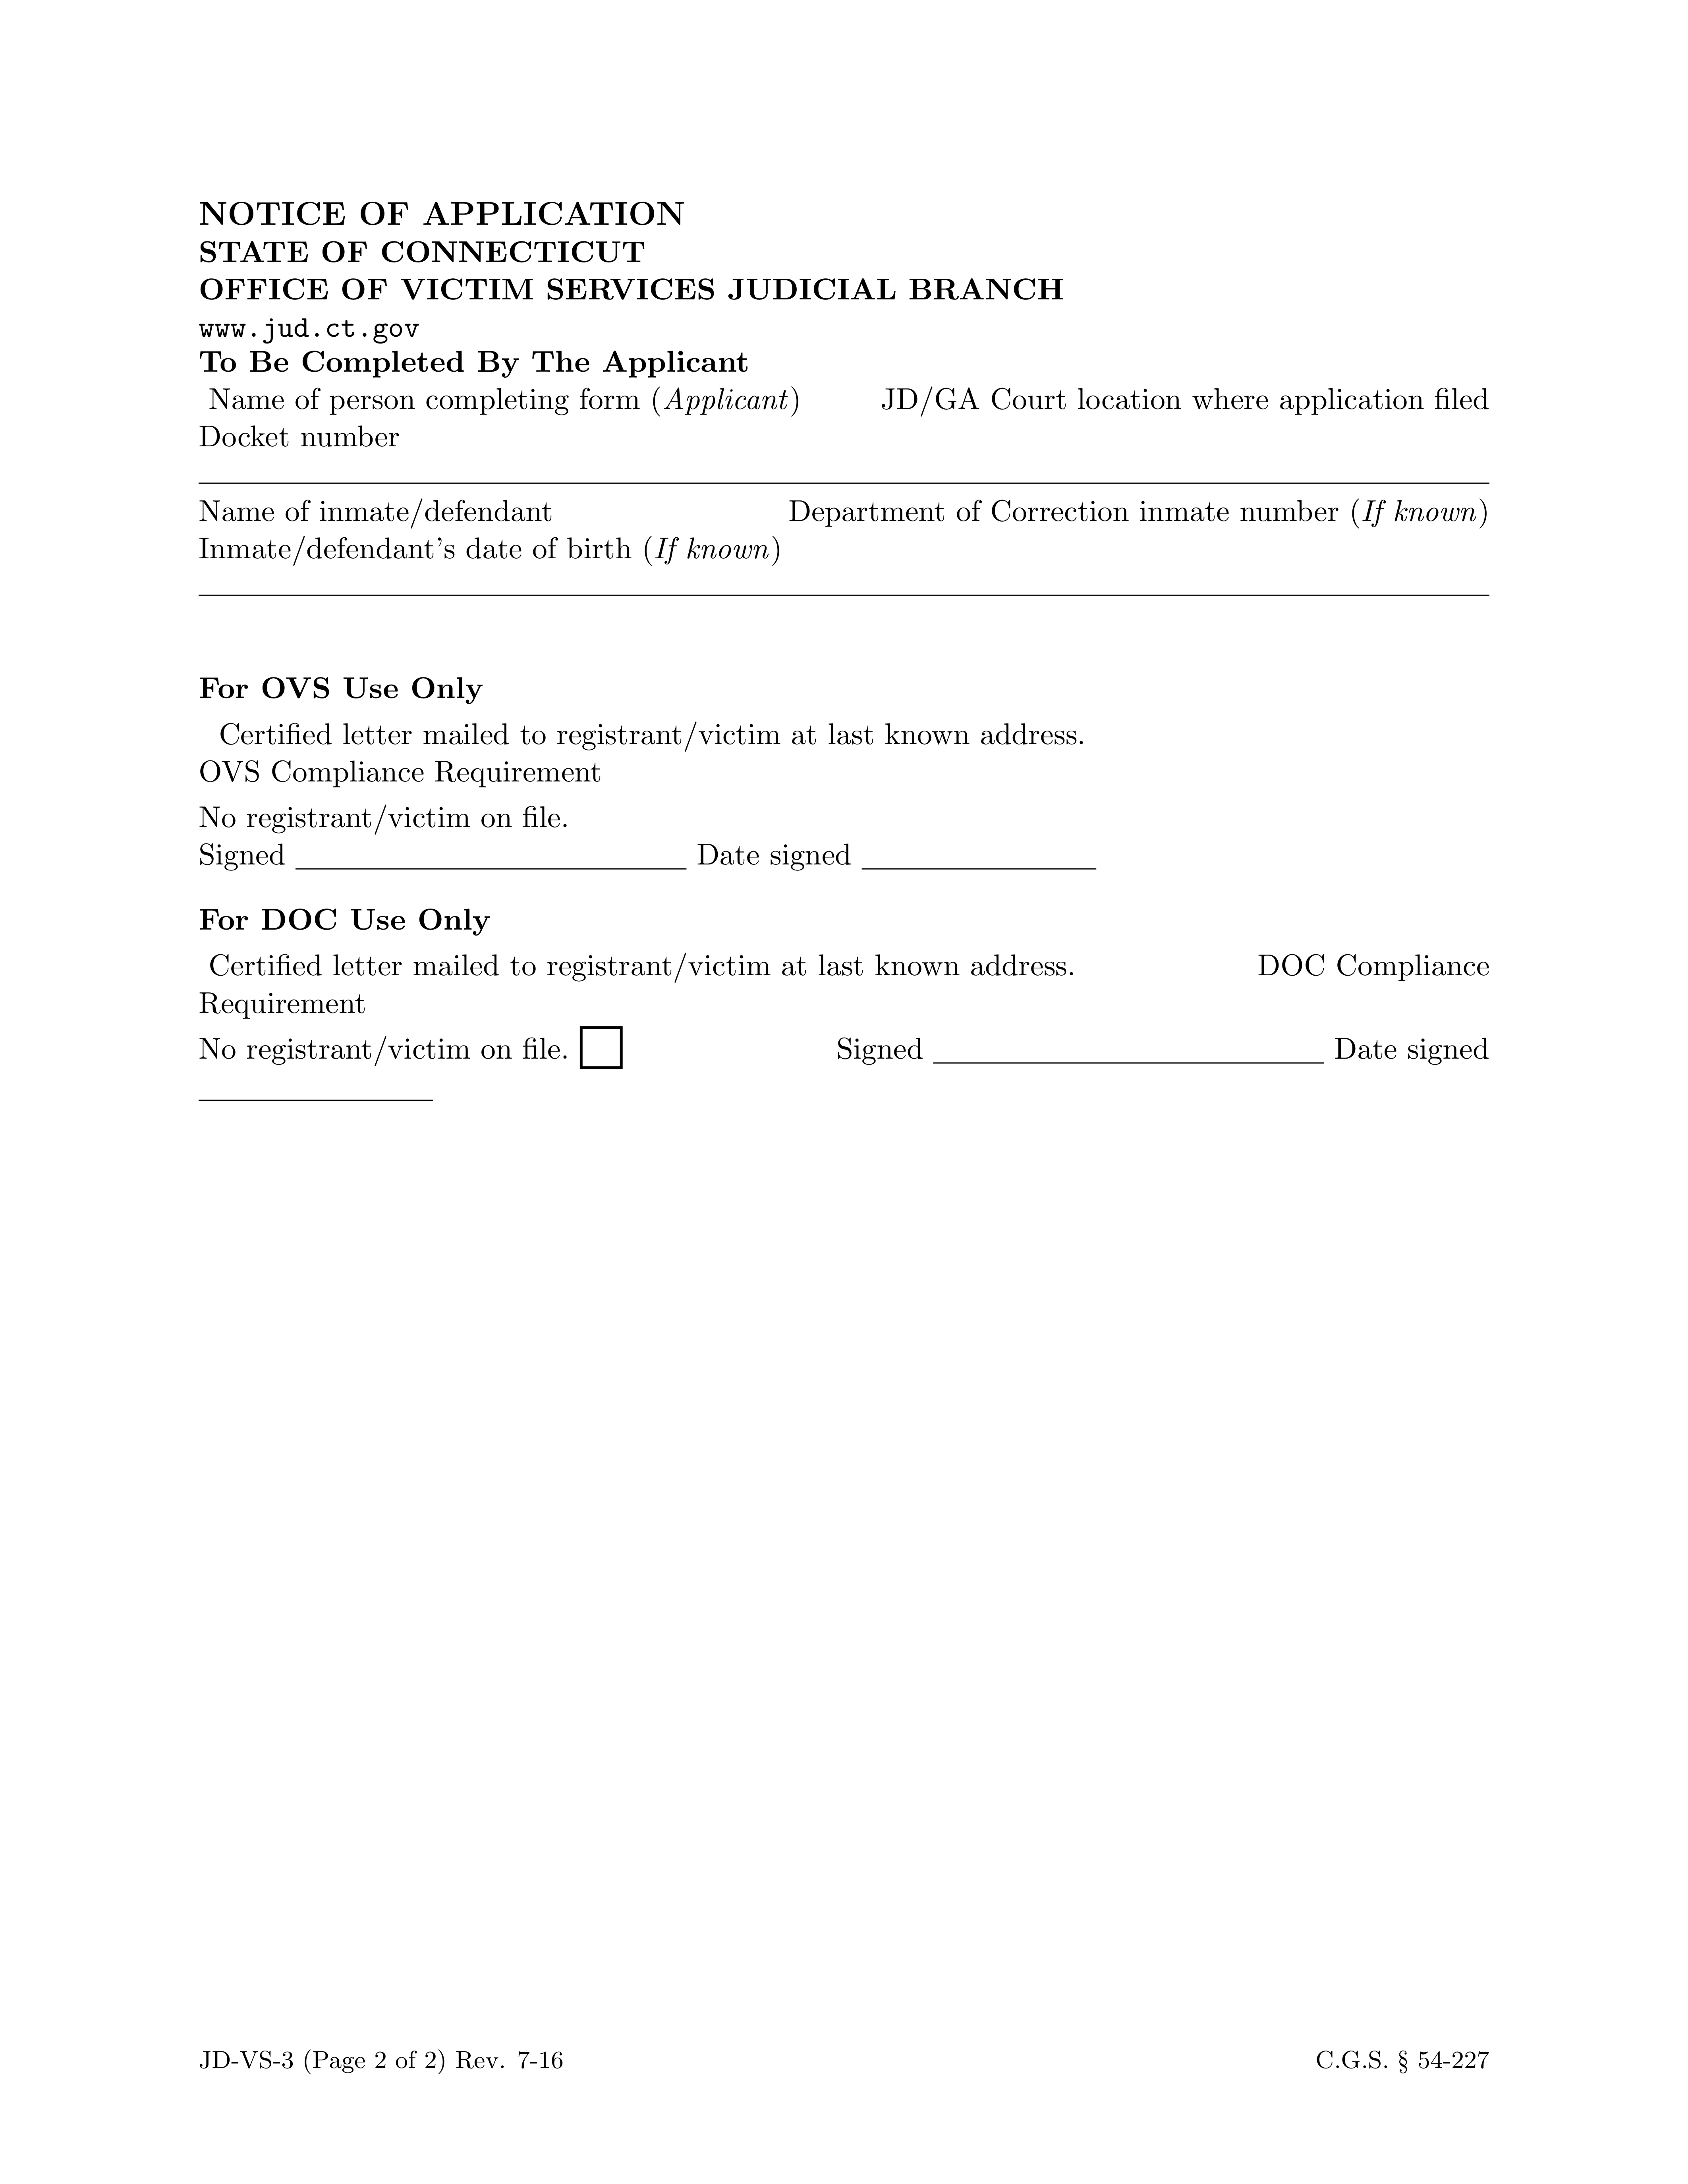 NOTICE OF APPLICATION
STATE OF CONNECTICUT
OFFICE OF VICTIM SERVICES JUDICIAL BRANCH
www.jud.ct.gov
To Be Completed By The Applicant
Name of person completing form (Applicant) JD/GA Court location where application filed
Docket number
Name of inmate/defendant Department of Correction inmate number (If known)
Inmate/defendant's date of birth (If known)
For OVS Use Only
Certified letter mailed to registrant/victim at last known address.
OVS Compliance Requirement
No registrant/victim on file.
Signed Date signed
For DOC Use Only
Certified letter mailed to registrant/victim at last known address. DOC Compliance
Requirement
No registrant/victim on file. Signed Date signed
JD-VS-3 (Page 2 of 2) Rev. 7-16 C.G.S. § 54-227